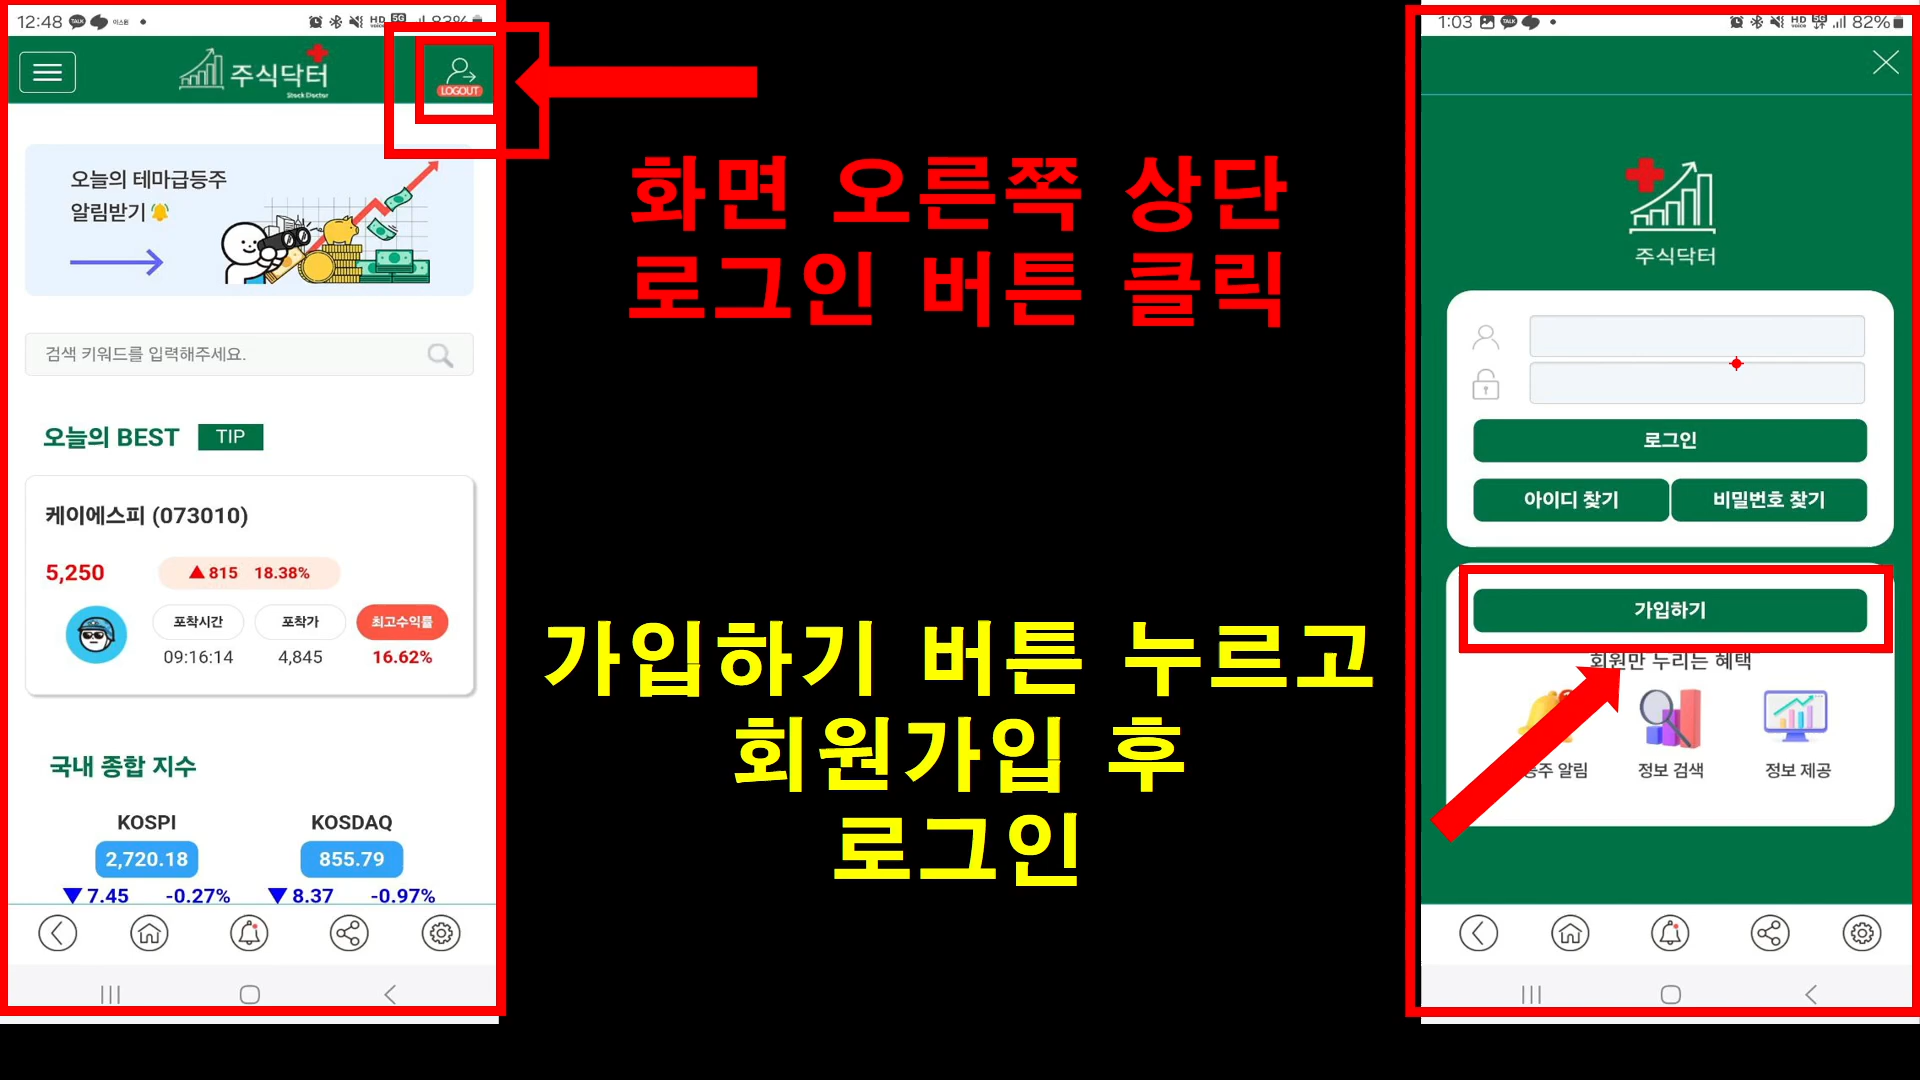 12:48
HD
5G
83%
주식닥터
Stock Doctor
LOGOUT
오늘의 테마급등주
알림받기
검색 키워드를 입력해주세요.
오늘의 BEST TIP
케이에스피 (073010)
5,250 ▲ 815 18.38%
포착시간 포착가 최고수익률
09:16:14 4,845 16.62%
국내 종합 지수
KOSPI KOSDAQ
2,720.18 855.79
▼ 7.45 -0.27% ▼ 8.37 -0.97%
화면 오른쪽 상단
로그인 버튼 클릭
가입하기 버튼 누르고
회원가입 후
로그인
1:03
HD
5G
82%
주식닥터
로그인
아이디 찾기 비밀번호 찾기
가입하기
회원만 누리는 혜택
주 알림 정보 검색 정보 제공